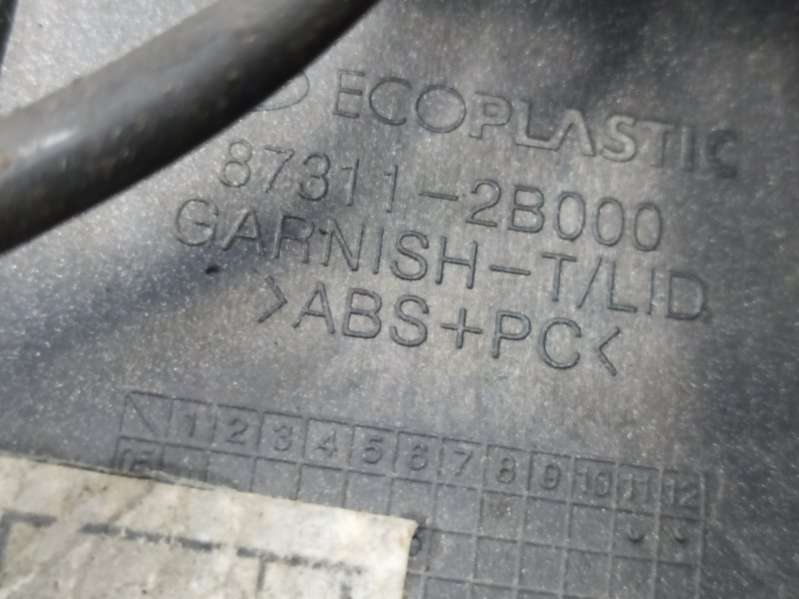 ECOPLASTIC
87311-2B000
GARNISH-T/LID
>ABS+PC<
1 2 3 4 5 6 7 8 9 10 11 12